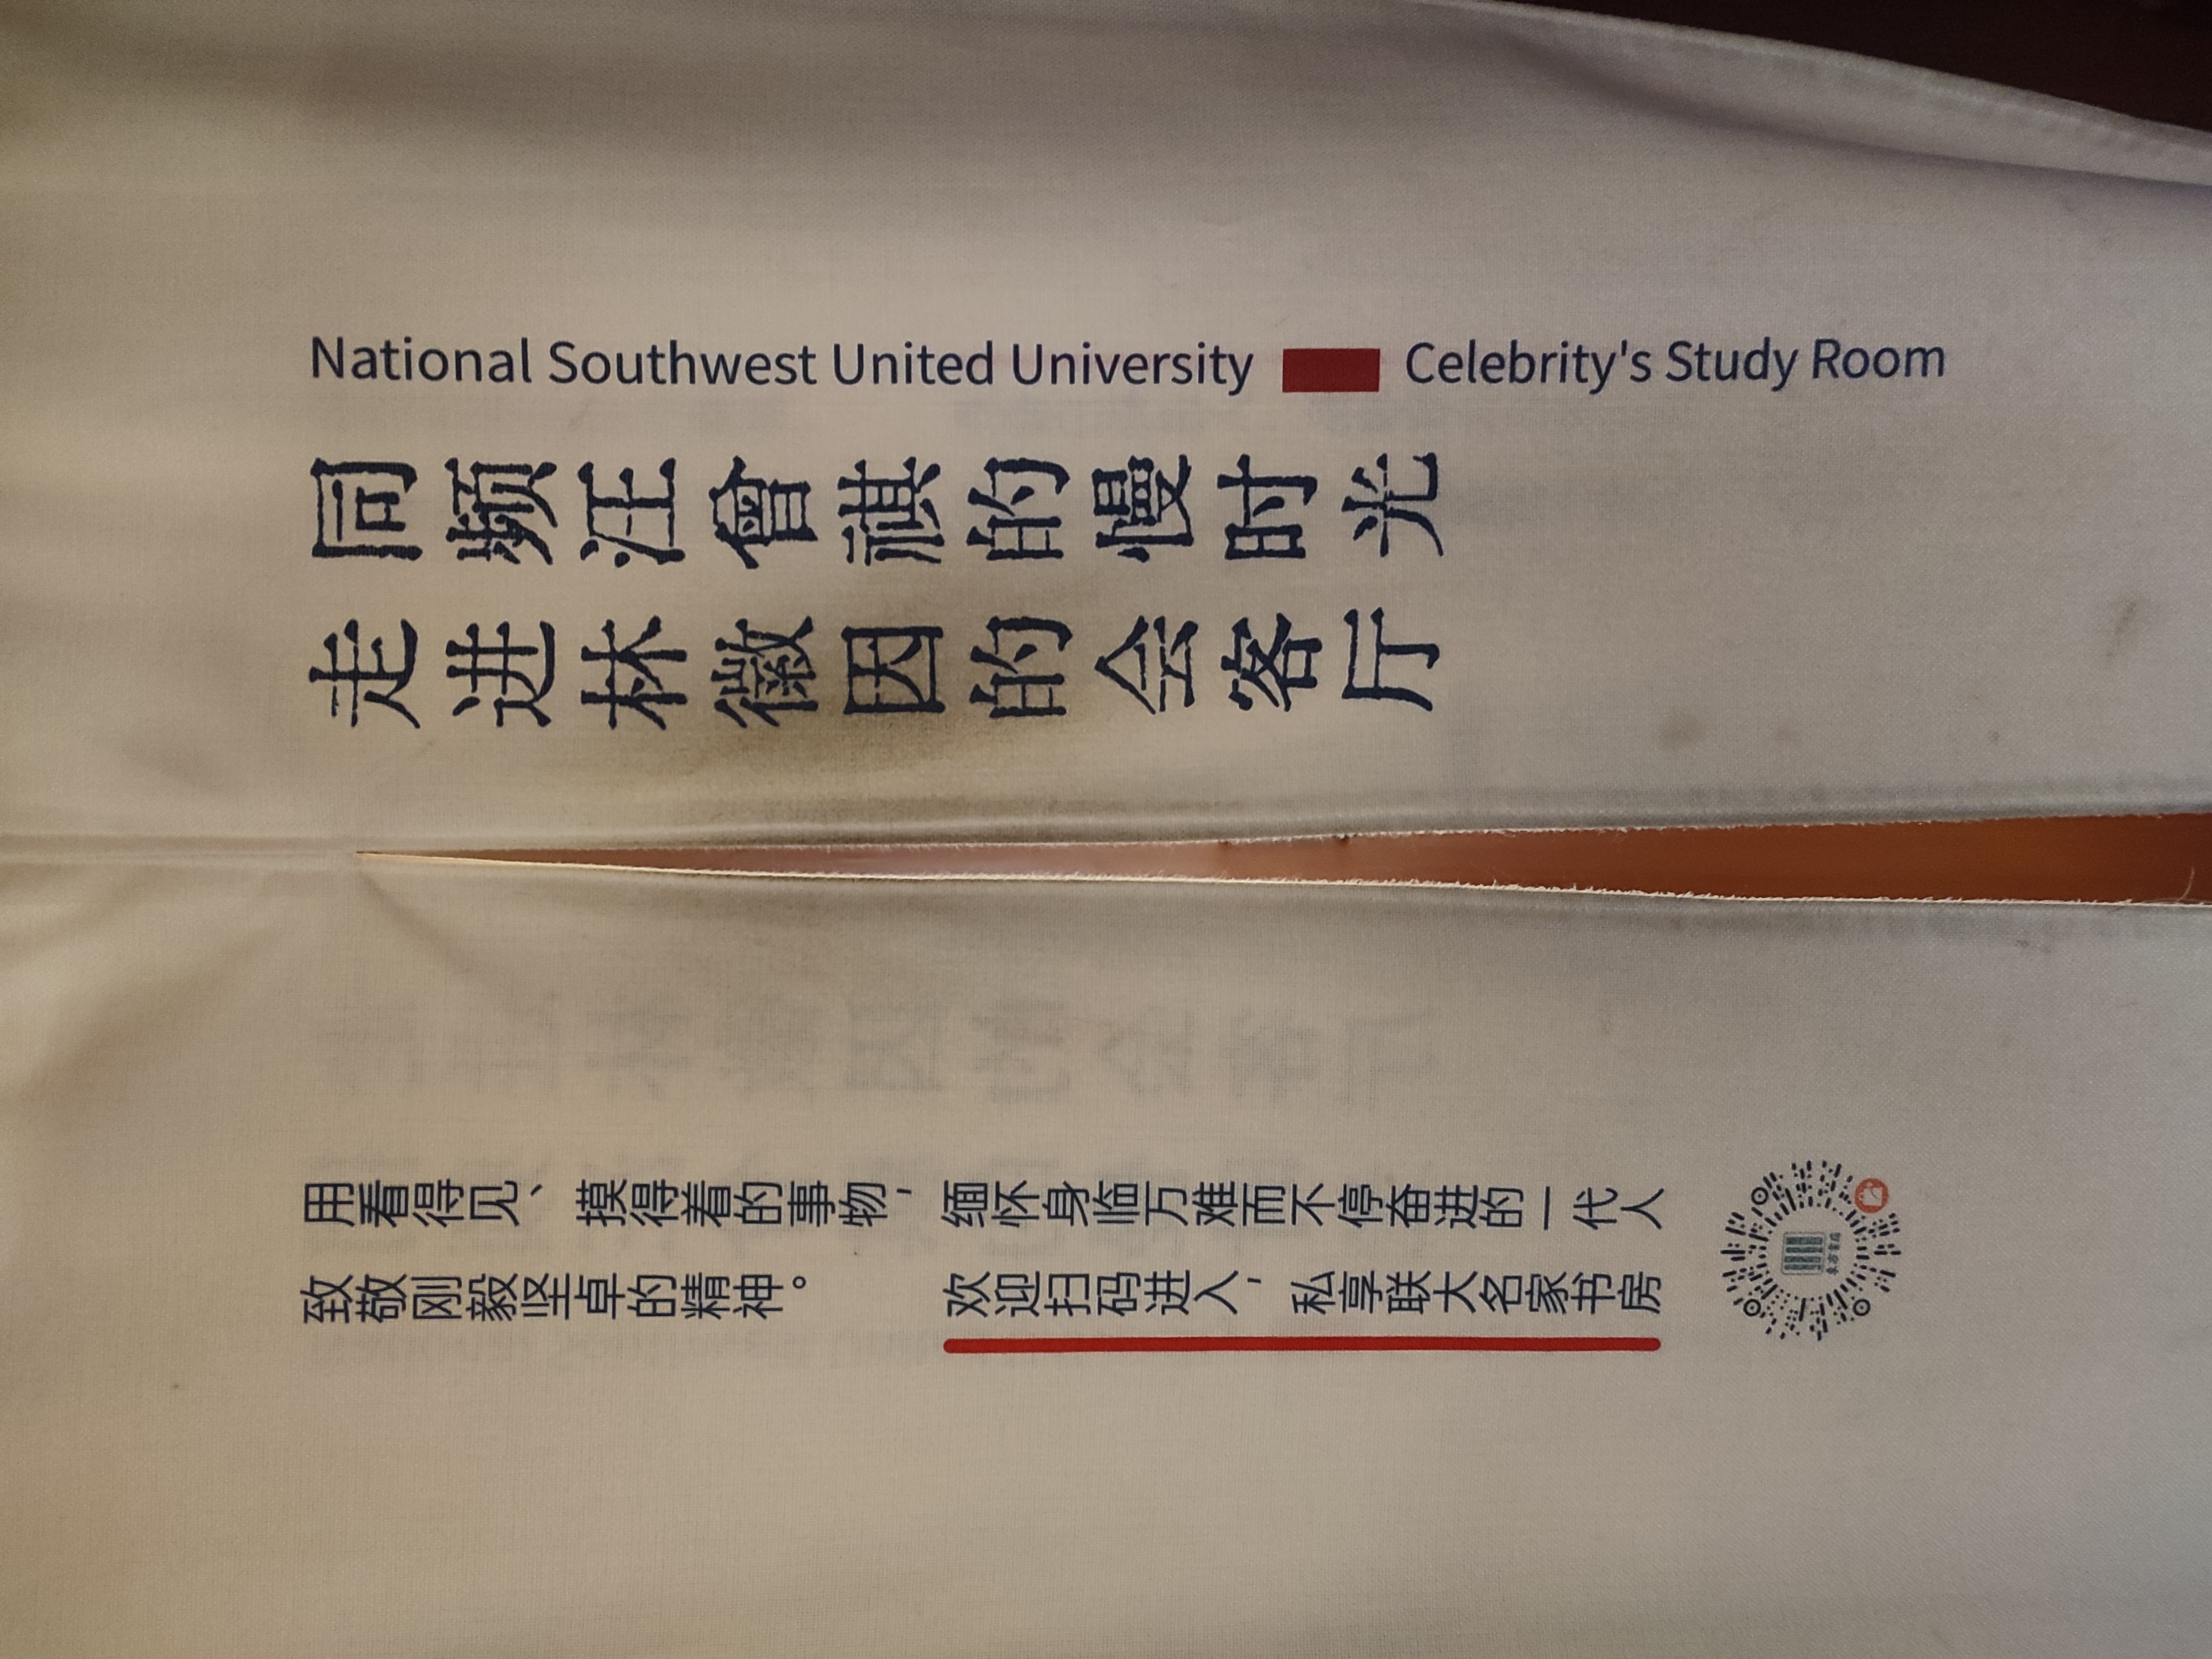 National Southwest United University Celebrity's Study Room
同频汪曾祺的慢时光
走进林徽因的会客厅
用看得见、摸得着的事物，缅怀身临万难而不停奋进的一代人
致敬刚毅坚卓的精神。 欢迎扫码进入，私享联大名家书房